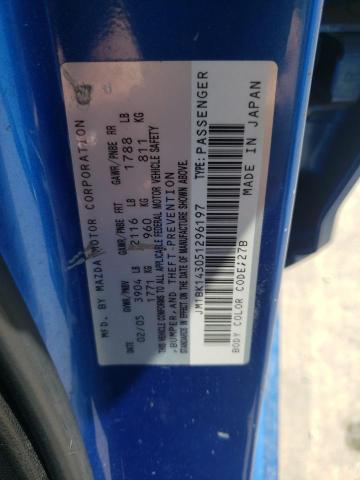 MFD. BY MAZDA MOTOR CORPORATION
GVWR/PNBV GAWR/PNBE FRT GAWR/PNBE RR
02/05 3904 LB 2116 LB 1788 LB
1771 KG 960 KG 811 KG
THIS VEHICLE CONFORMS TO ALL APPLICABLE FEDERAL MOTOR VEHICLE SAFETY
, BUMPER, AND THEFT PREVENTION
STANDARDS IN EFFECT ON THE DATE OF MANUFACTURE SHOWN ABOVE.
JM1BK143051296197 TYPE: PASSENGER
MADE IN JAPAN
BODY COLOR CODE; 27B